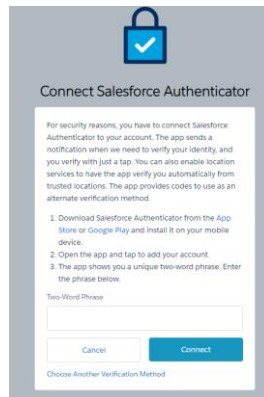 Connect Salesforce Authenticator
For security reasons, you have to connect Salesforce
Authenticator to your account. The app sends a
notification when we need to verify your identity, and
you verify with just a tap. You can also enable location
services to have the app verify you automatically from
trusted locations. The app provides codes to use as an
alternate verification method.
1. Download Salesforce Authenticator from the App
Store or Google Play and install it on your mobile
device.
2. Open the app and tap to add your account.
3. The app shows you a unique two-word phrase. Enter
the phrase below.
Two-Word Phrase
Cancel Connect
Choose Another Verification Method